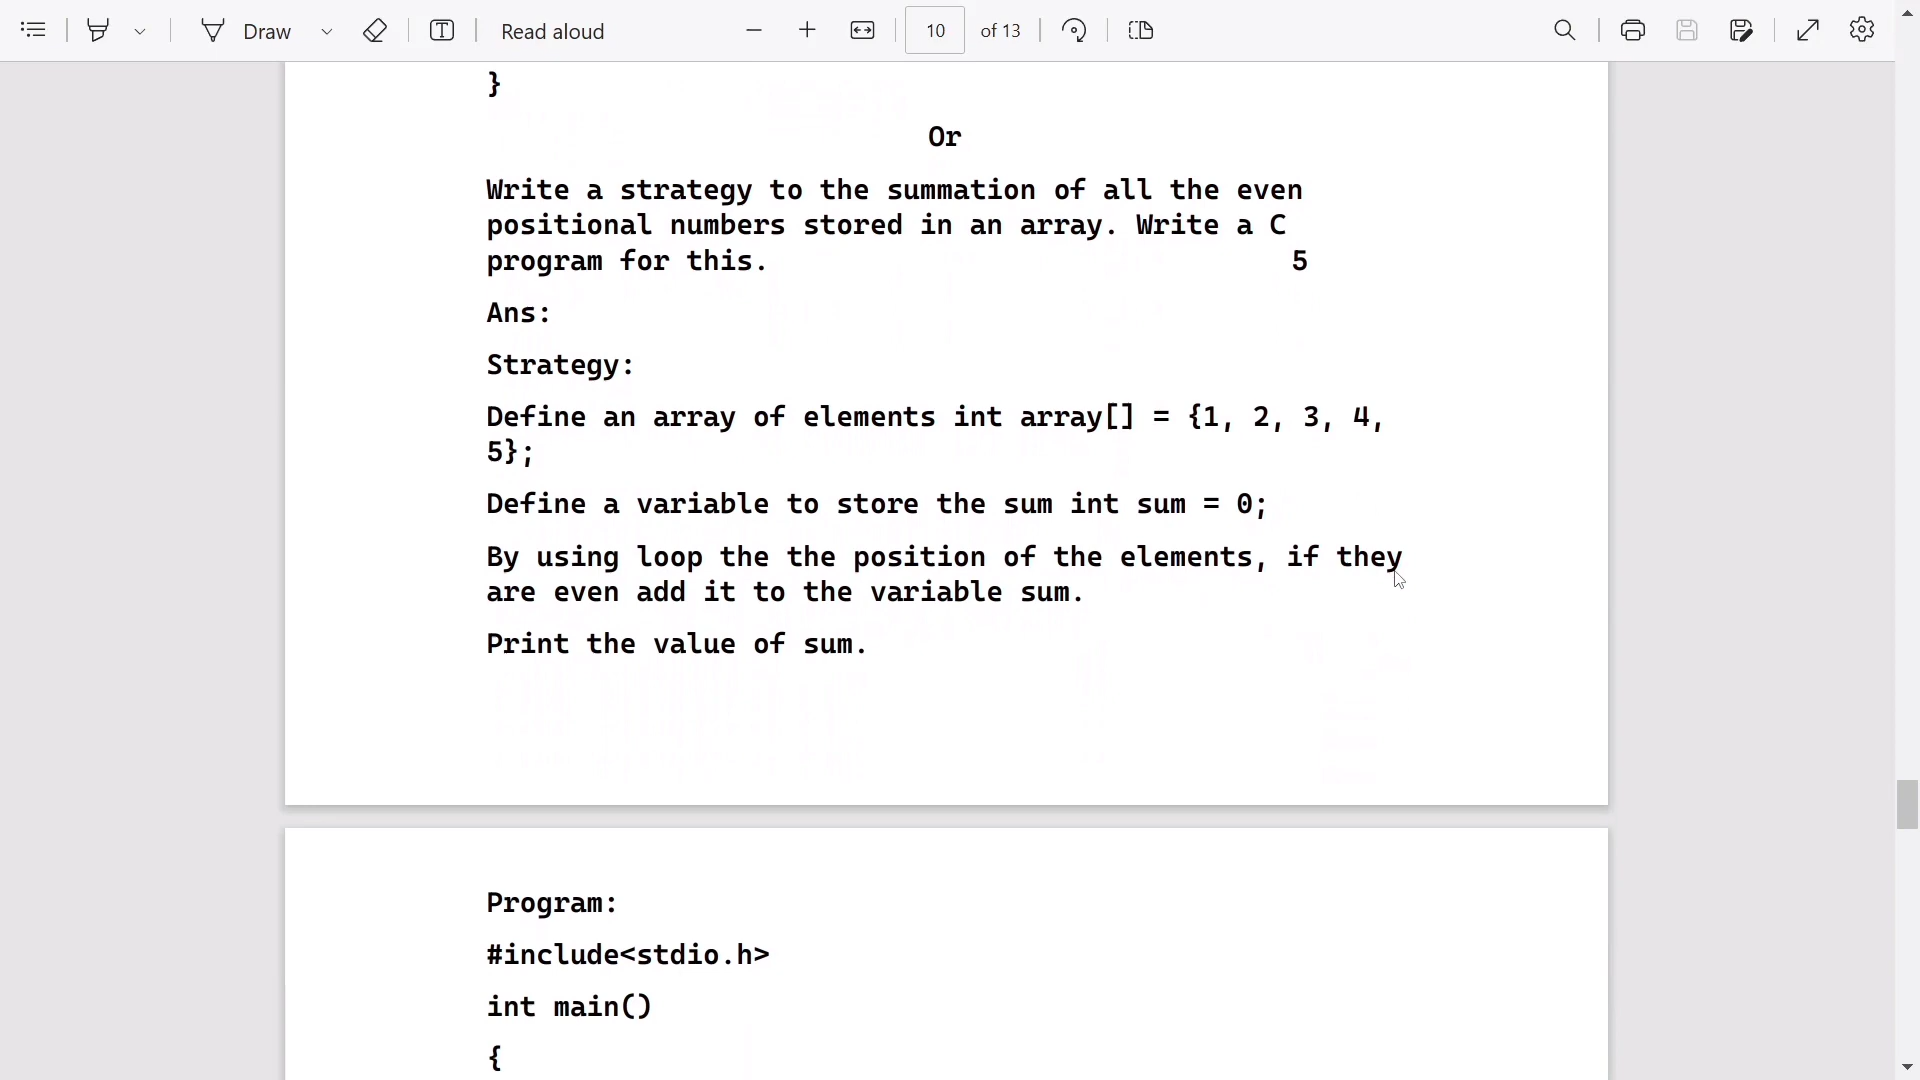 Draw
Read aloud
10 of 13
}
Or
Write a strategy to the summation of all the even
positional numbers stored in an array. Write a C
program for this. 5
Ans:
Strategy:
Define an array of elements int array[] = {1, 2, 3, 4,
5};
Define a variable to store the sum int sum = 0;
By using loop the the position of the elements, if they
are even add it to the variable sum.
Print the value of sum.
Program:
#include<stdio.h>
int main()
{